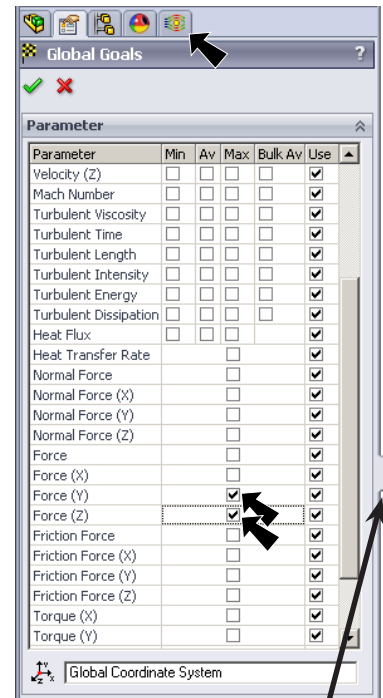 Global Goals ?
Parameter
Parameter Min Av Max Bulk Av Use
Velocity (Z)
Mach Number
Turbulent Viscosity
Turbulent Time
Turbulent Length
Turbulent Intensity
Turbulent Energy
Turbulent Dissipation
Heat Flux
Heat Transfer Rate
Normal Force
Normal Force (X)
Normal Force (Y)
Normal Force (Z)
Force
Force (X)
Force (Y)
Force (Z)
Friction Force
Friction Force (X)
Friction Force (Y)
Friction Force (Z)
Torque (X)
Torque (Y)
Global Coordinate System